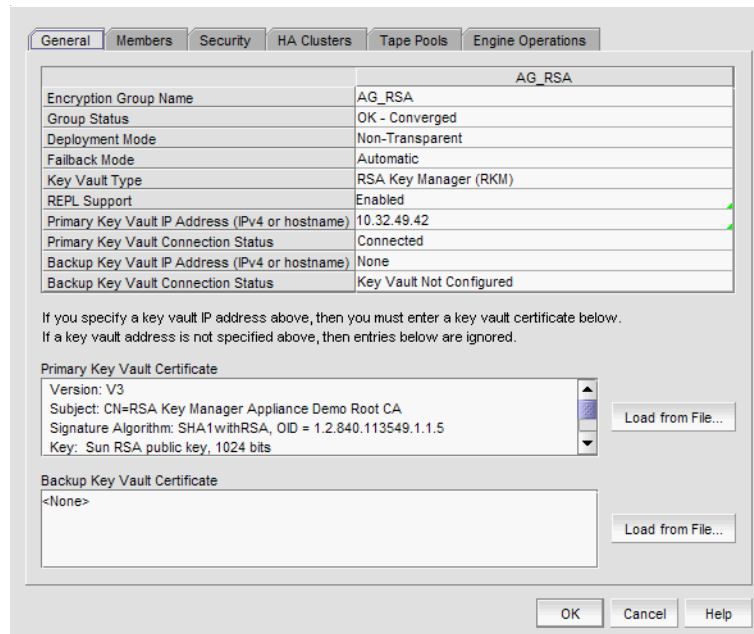 General Members Security HA Clusters Tape Pools Engine Operations
AG_RSA
Encryption Group Name AG_RSA
Group Status OK - Converged
Deployment Mode Non-Transparent
Failback Mode Automatic
Key Vault Type RSA Key Manager (RKM)
REPL Support Enabled
Primary Key Vault IP Address (IPv4 or hostname) 10.32.49.42
Primary Key Vault Connection Status Connected
Backup Key Vault IP Address (IPv4 or hostname) None
Backup Key Vault Connection Status Key Vault Not Configured
If you specify a key vault IP address above, then you must enter a key vault certificate below.
If a key vault address is not specified above, then entries below are ignored.
Primary Key Vault Certificate
Version: V3
Subject: CN=RSA Key Manager Appliance Demo Root CA
Signature Algorithm: SHA1withRSA, OID = 1.2.840.113549.1.1.5
Key: Sun RSA public key, 1024 bits
Load from File...
Backup Key Vault Certificate
<None>
Load from File...
OK Cancel Help